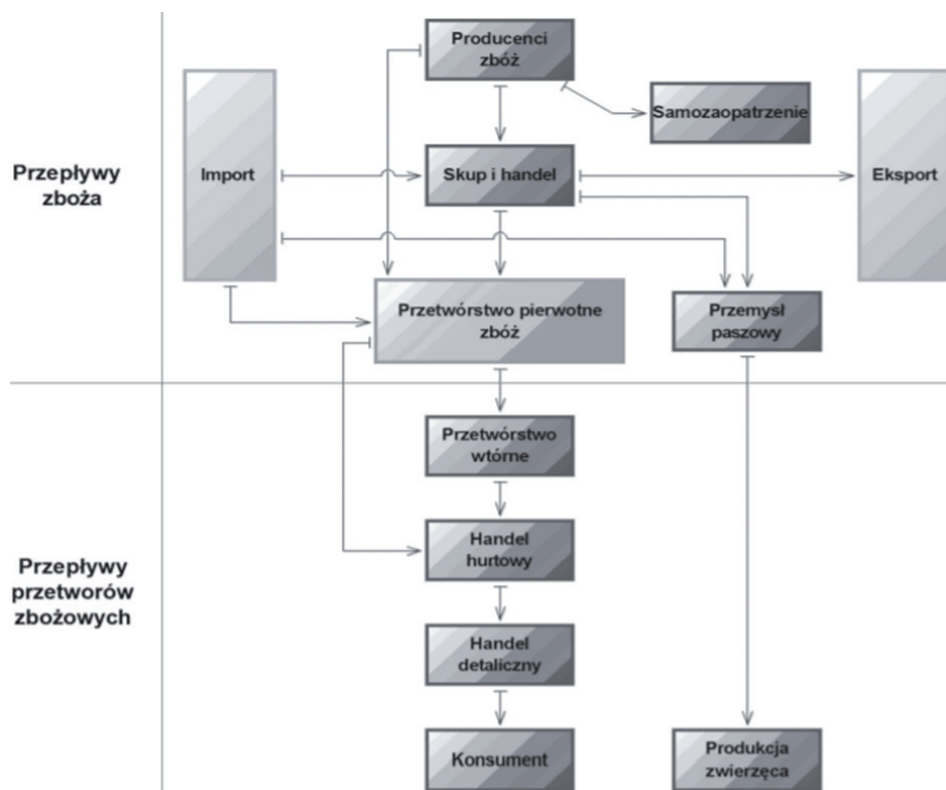 Producenci
zbóż
Samozaopatrzenie
Przepływy
zboża
Import
Skup i handel
Eksport
Przetwórstwo pierwotne
zbóż
Przemysł
paszowy
Przetwórstwo
wtórne
Handel
hurtowy
Przepływy
przetworów
zbożowych
Handel
detaliczny
Konsument
Produkcja
zwierzęca